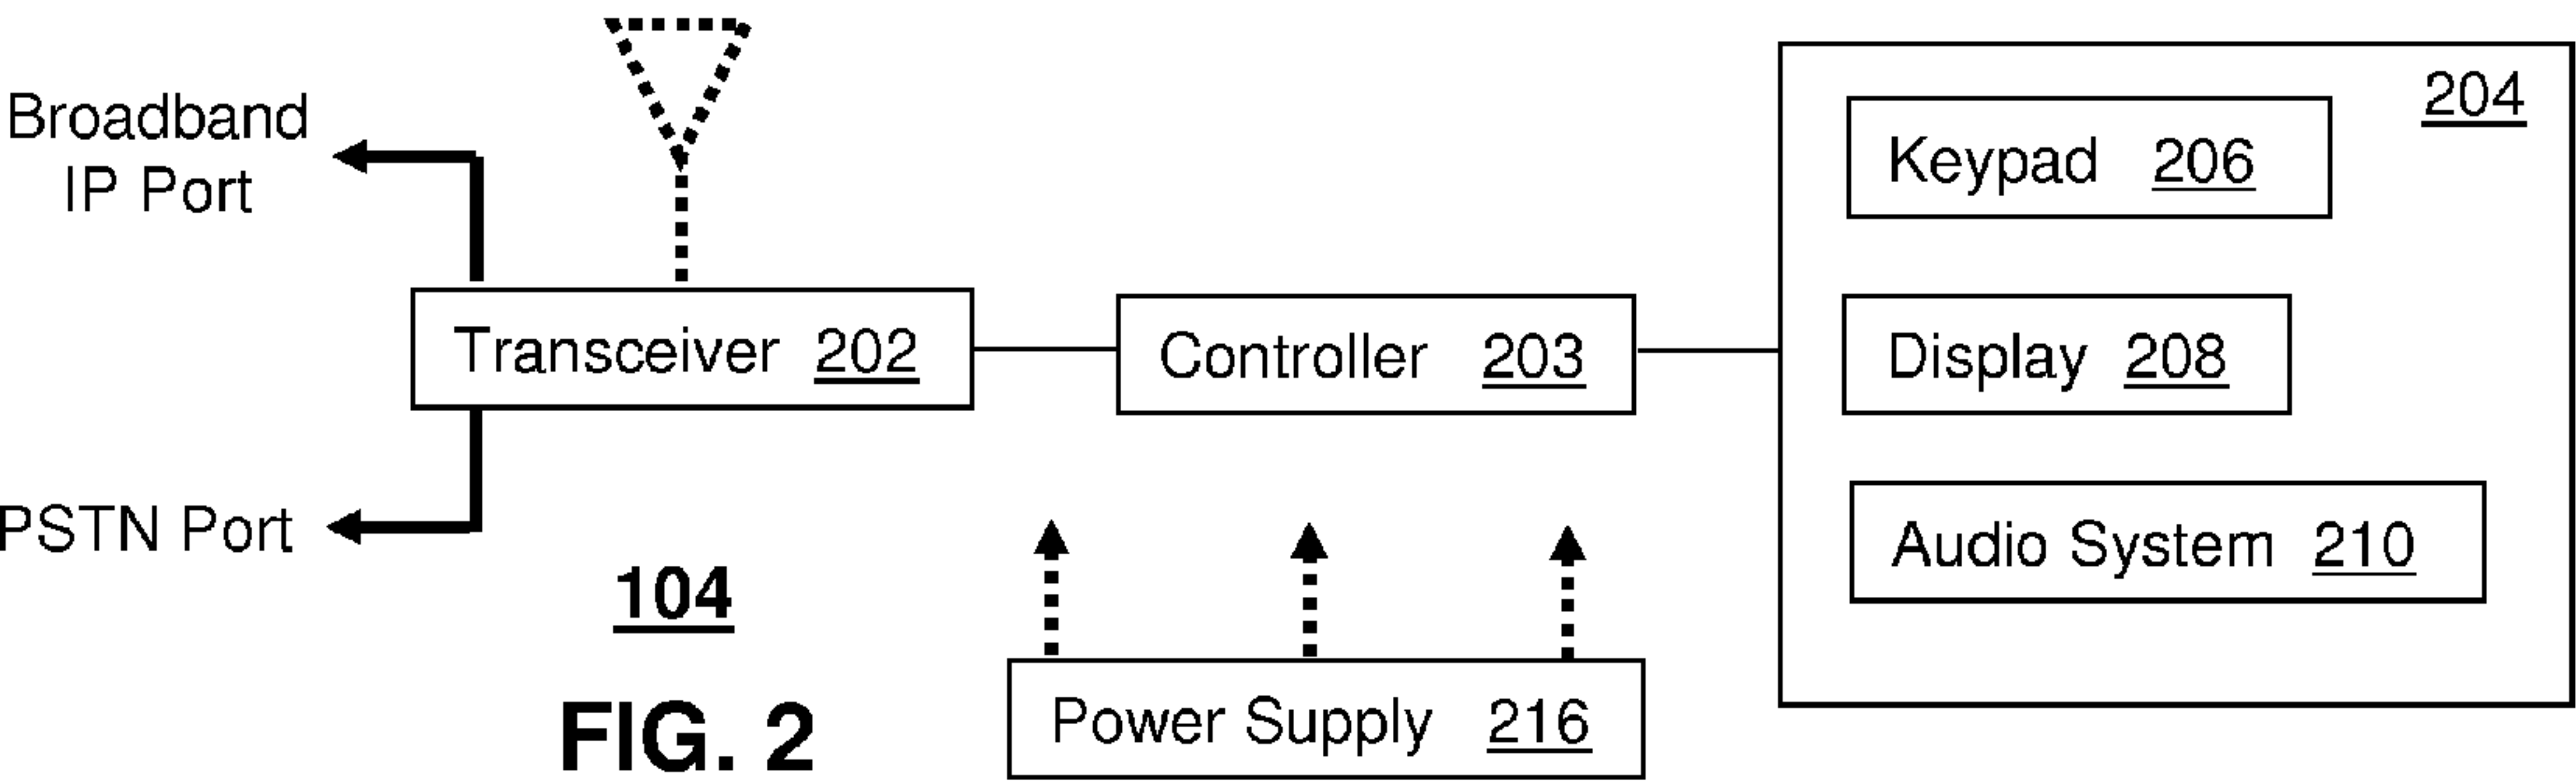 Broadband
IP Port
PSTN Port
Transceiver 202
Controller 203
204
Keypad 206
Display 208
Audio System 210
Power Supply 216
104
FIG. 2